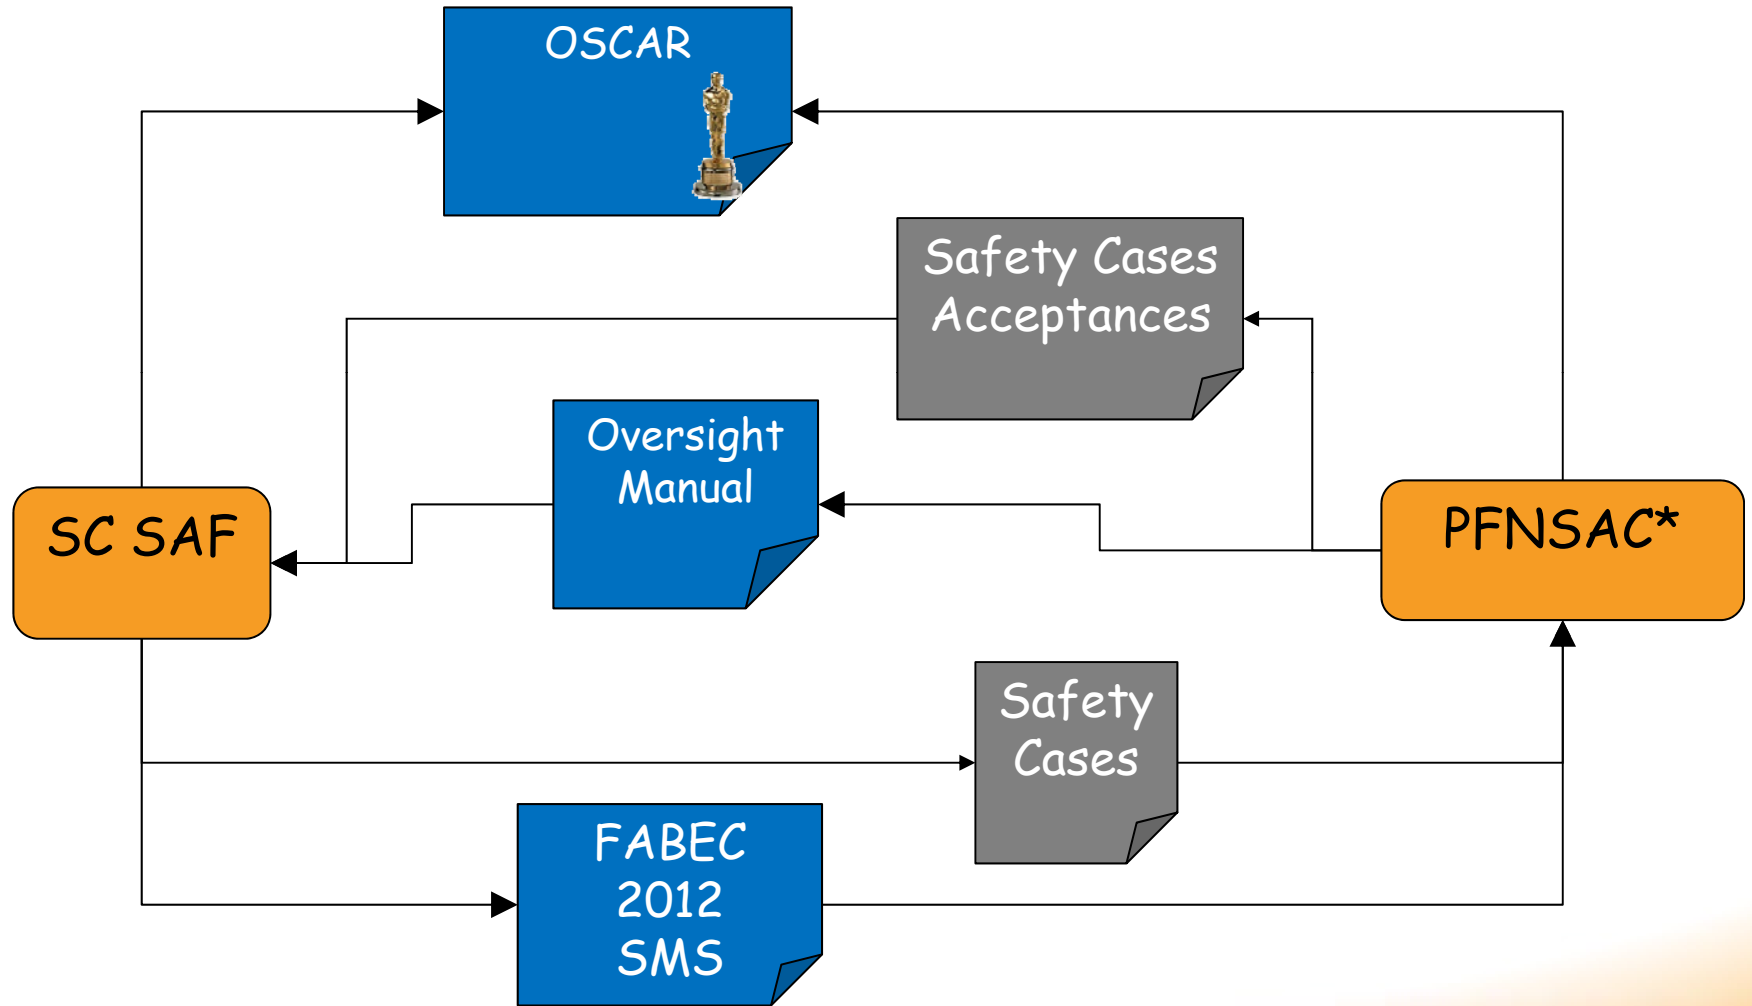 OSCAR
Safety Cases
Acceptances
Oversight
Manual
SC SAF
PFNSAC*
Safety
Cases
FABEC
2012
SMS